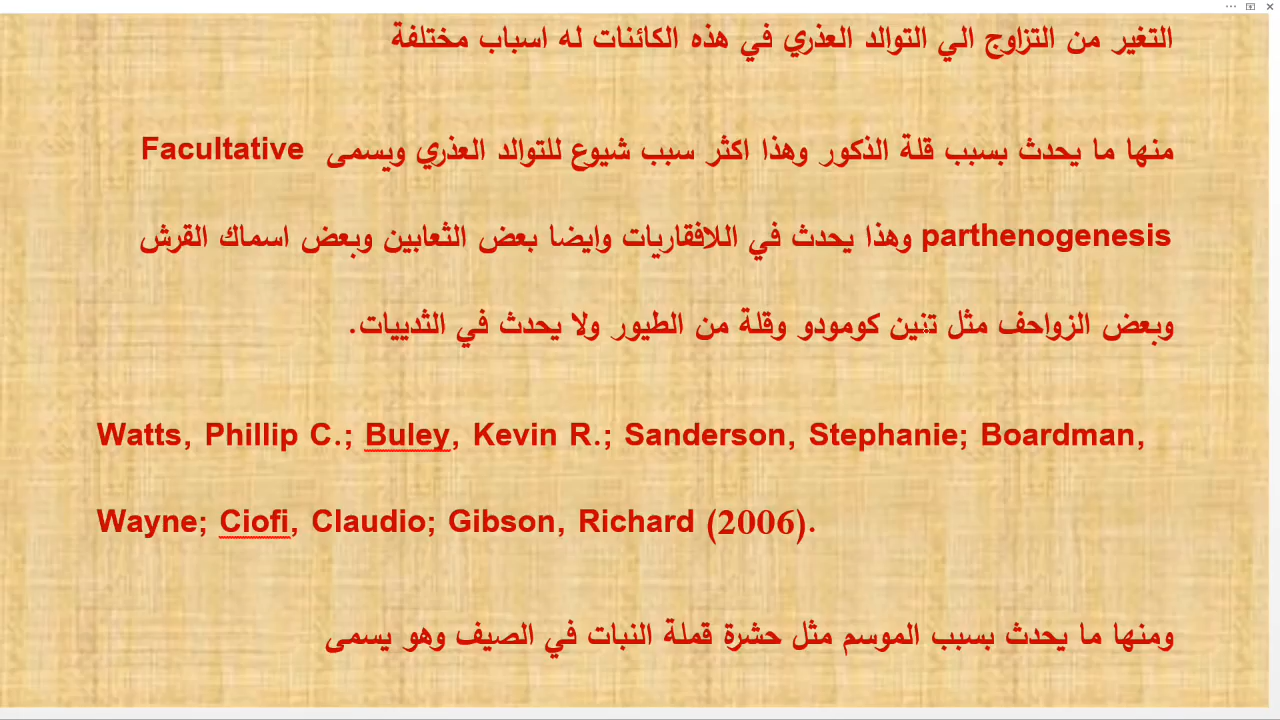 التغير من التزاوج الي التوالد العذري في هذه الكائنات له اسباب مختلفة
منها ما يحدث بسبب قلة الذكور وهذا اكثر سبب شيوع للتوالد العذري ويسمى Facultative
parthenogenesis وهذا يحدث في اللافقاريات وايضا بعض الثعابين وبعض اسماك القرش
وبعض الزواحف مثل تنين كومودو وقلة من الطيور ولا يحدث في الثدييات.
Watts, Phillip C.; Buley, Kevin R.; Sanderson, Stephanie; Boardman,
Wayne; Ciofi, Claudio; Gibson, Richard (2006).
ومنها ما يحدث بسبب الموسم مثل حشرة قملة النبات في الصيف وهو يسمى